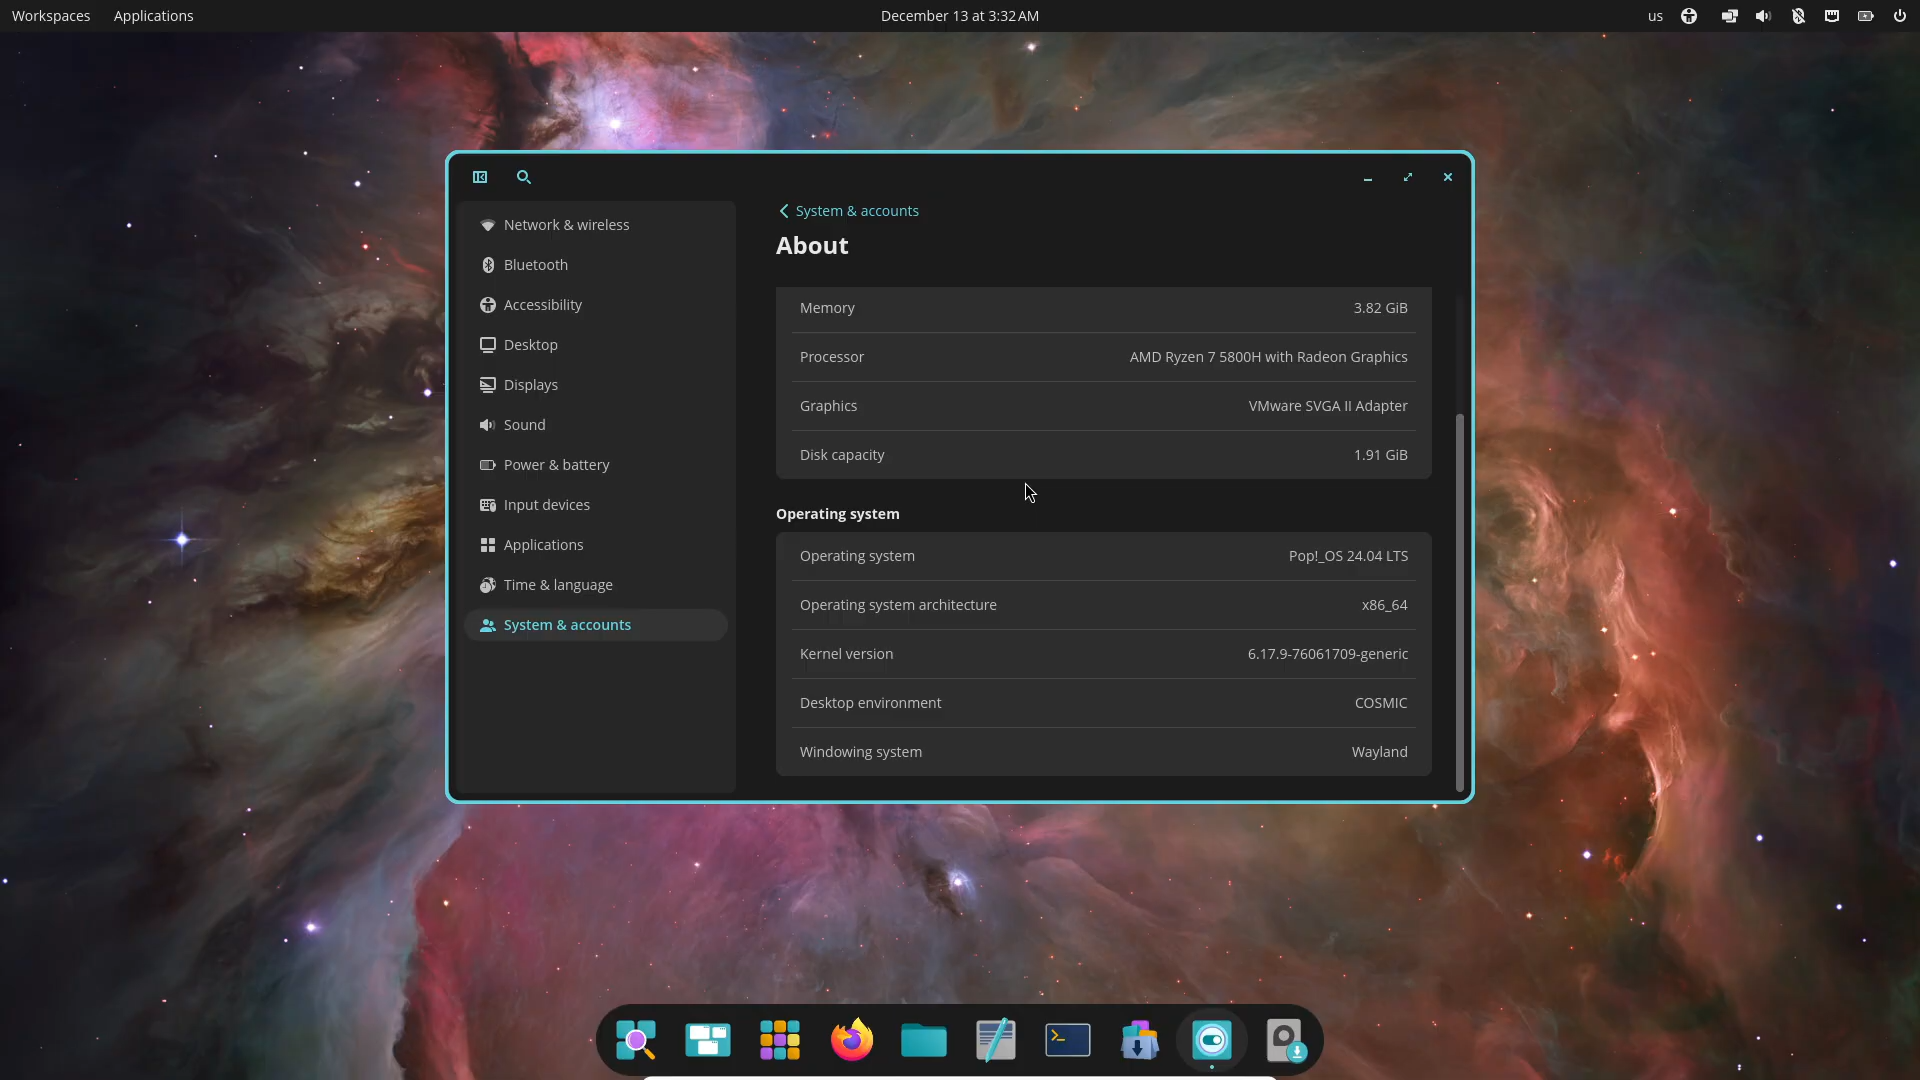 Workspaces Applications December 13 at 3:32 AM us
System & accounts
About
Network & wireless
Bluetooth
Accessibility
Desktop
Displays
Sound
Power & battery
Input devices
Applications
Time & language
System & accounts
Memory 3.82 GiB
Processor AMD Ryzen 7 5800H with Radeon Graphics
Graphics VMware SVGA II Adapter
Disk capacity 1.91 GiB
Operating system
Operating system Pop!_OS 24.04 LTS
Operating system architecture x86_64
Kernel version 6.17.9-76061709-generic
Desktop environment COSMIC
Windowing system Wayland